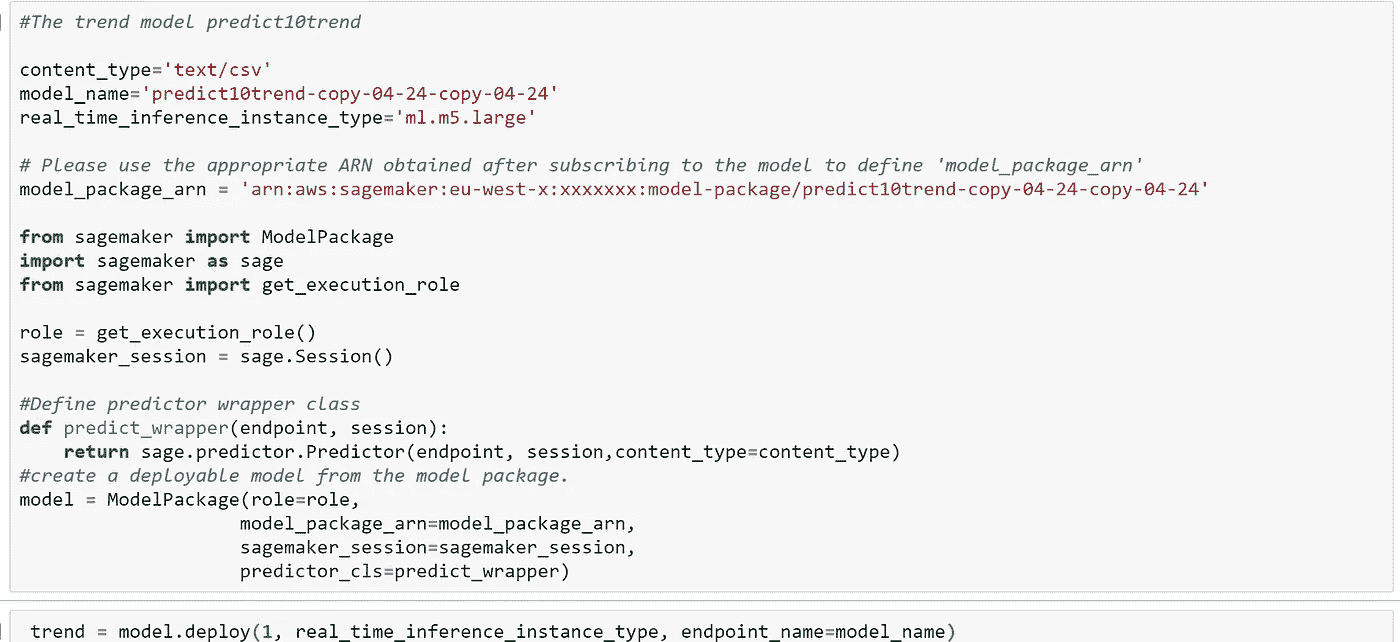 #The trend model predict10trend
content_type='text/csv'
model_name='predict10trend-copy-04-24-copy-04-24'
real_time_inference_instance_type='ml.m5.large'
# Please use the appropriate ARN obtained after subscribing to the model to define 'model_package_arn'
model_package_arn = 'arn:aws:sagemaker:eu-west-x:xxxxxxx:model-package/predict10trend-copy-04-24-copy-04-24'
from sagemaker import ModelPackage
import sagemaker as sage
from sagemaker import get_execution_role
role = get_execution_role()
sagemaker_session = sage.Session()
#Define predictor wrapper class
def predict_wrapper(endpoint, session):
    return sage.predictor.Predictor(endpoint, session,content_type=content_type)
#create a deployable model from the model package.
model = ModelPackage(role=role,
                    model_package_arn=model_package_arn,
                    sagemaker_session=sagemaker_session,
                    predictor_cls=predict_wrapper)
trend = model.deploy(1, real_time_inference_instance_type, endpoint_name=model_name)